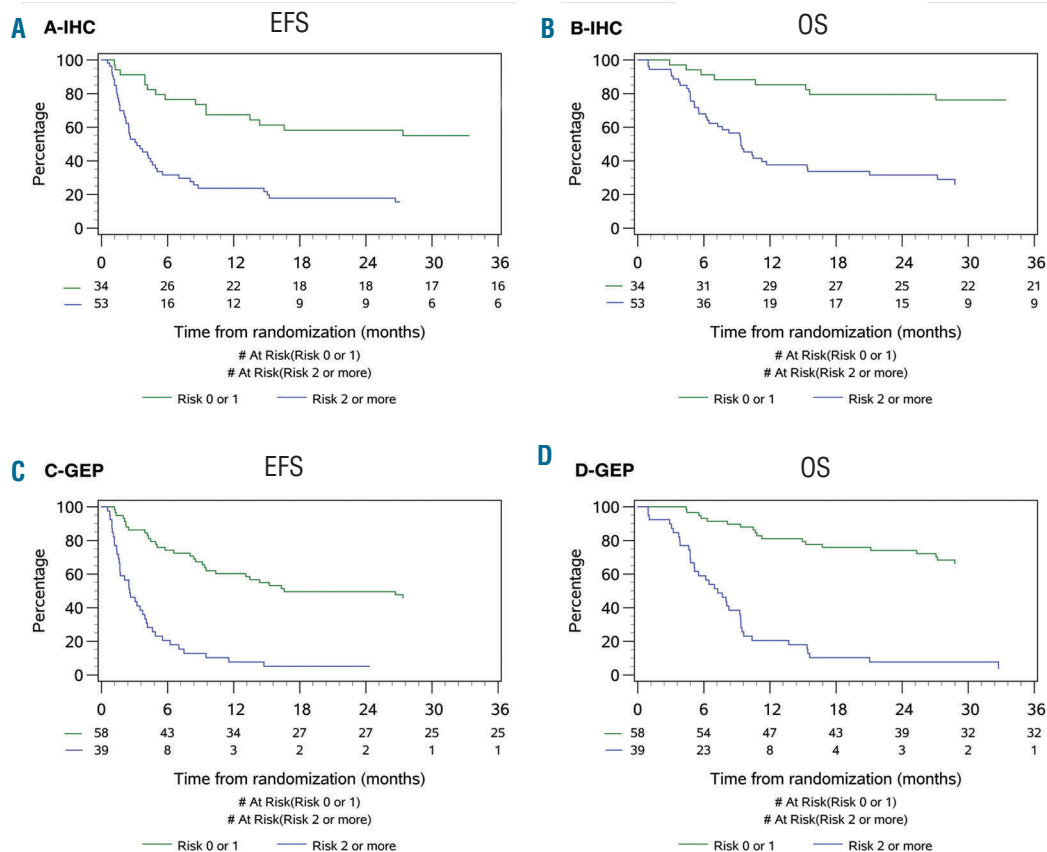 A A-IHC EFS
Percentage
100
80
60
40
20
0
0 6 12 18 24 30 36
34 26 22 18 18 17 16
53 16 12 9 9 6 6
Time from randomization (months)
# At Risk(Risk 0 or 1)
# At Risk(Risk 2 or more)
Risk 0 or 1 Risk 2 or more
B B-IHC OS
Percentage
100
80
60
40
20
0
0 6 12 18 24 30 36
34 31 29 27 25 22 21
53 36 19 17 15 9 9
Time from randomization (months)
# At Risk(Risk 0 or 1)
# At Risk(Risk 2 or more)
Risk 0 or 1 Risk 2 or more
C C-GEP EFS
Percentage
100
80
60
40
20
0
0 6 12 18 24 30 36
58 43 34 27 27 25 25
39 8 3 2 2 1 1
Time from randomization (months)
# At Risk(Risk 0 or 1)
# At Risk(Risk 2 or more)
Risk 0 or 1 Risk 2 or more
D D-GEP OS
Percentage
100
80
60
40
20
0
0 6 12 18 24 30 36
58 54 47 43 39 32 32
39 23 8 4 3 2 1
Time from randomization (months)
# At Risk(Risk 0 or 1)
# At Risk(Risk 2 or more)
Risk 0 or 1 Risk 2 or more